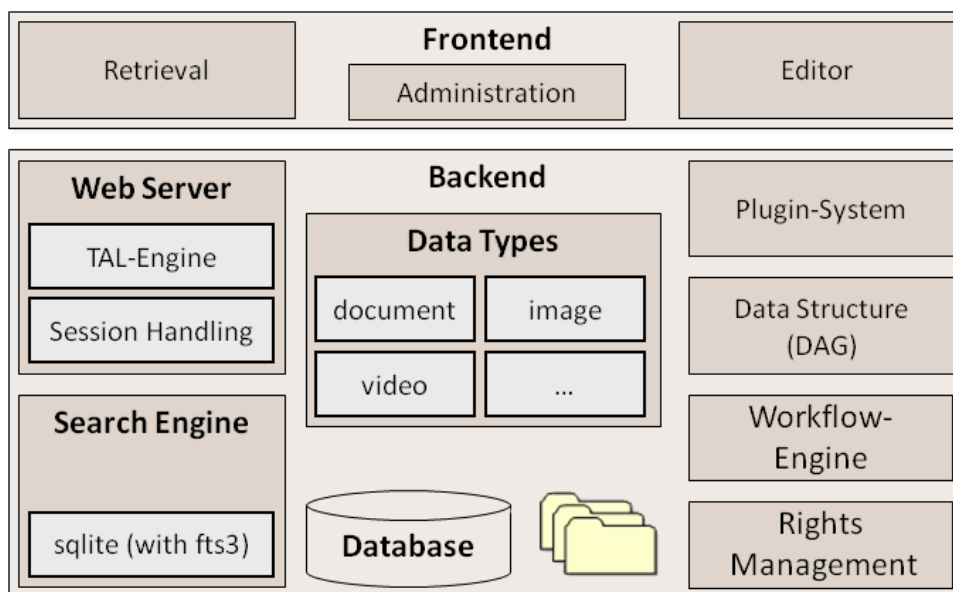 Frontend
Retrieval
Administration
Editor
Backend
Web Server
TAL-Engine
Session Handling
Search Engine
sqlite (with fts3)
Data Types
document
image
video
...
Database
Plugin-System
Data Structure
(DAG)
Workflow-
Engine
Rights
Management